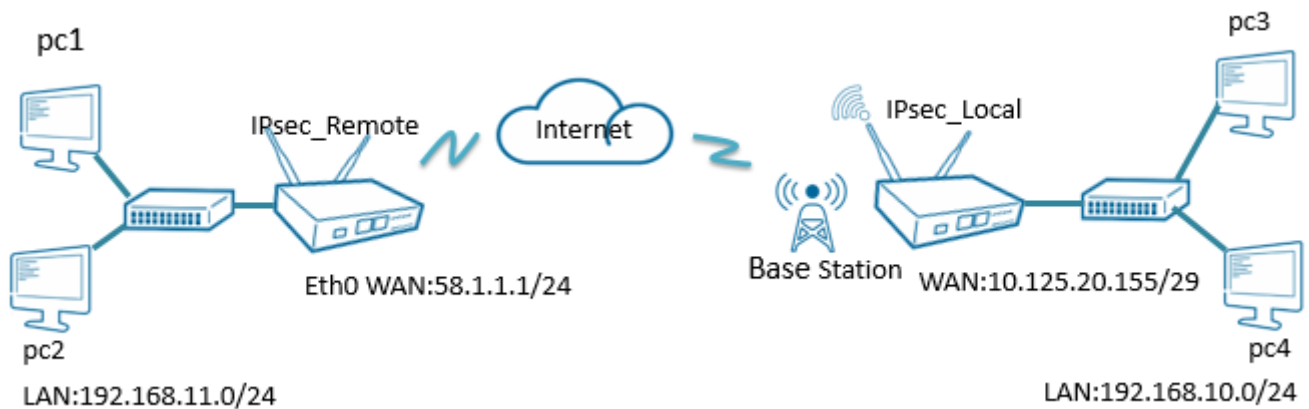 pc1
pc3
IPsec_Remote
Internet
IPsec_Local
Base Station
Eth0 WAN:58.1.1.1/24
WAN:10.125.20.155/29
pc2
pc4
LAN:192.168.11.0/24
LAN:192.168.10.0/24